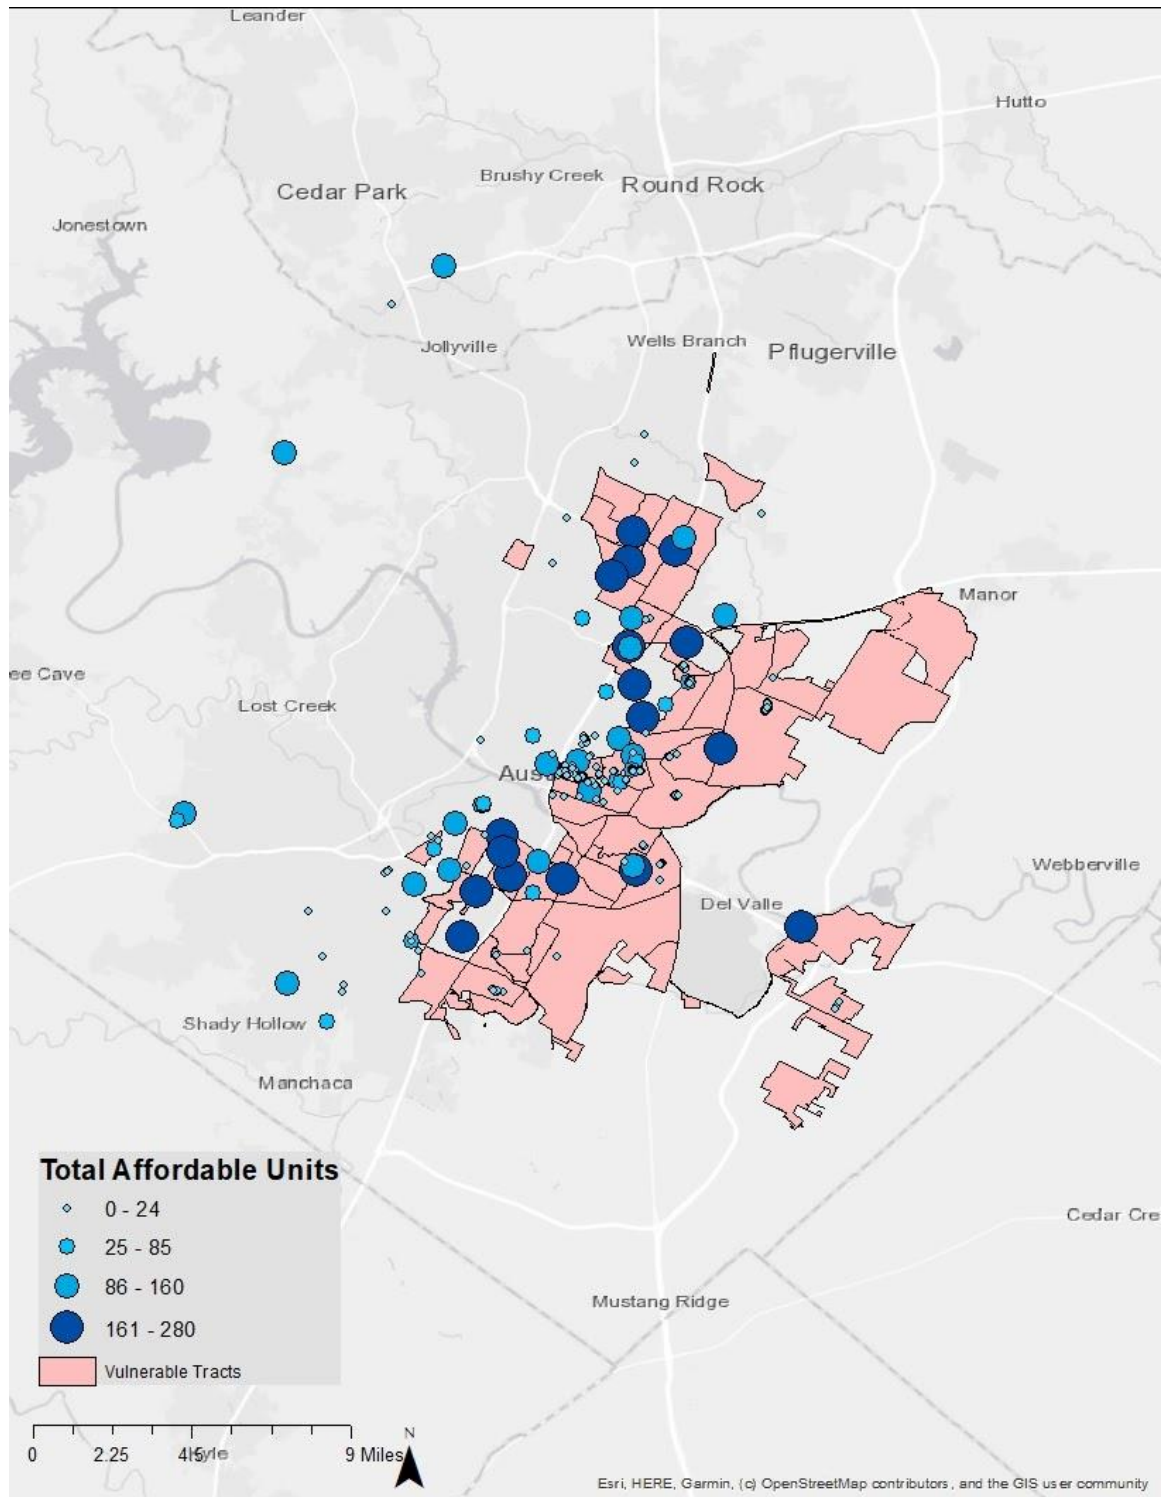 Leander
Hutto
Brushy Creek
Cedar Park
Round Rock
Jonestown
Wells Branch
Jollyville
Pflugerville
Manor
ee Cave
Lost Creek
Aus
Webberville
Del Valle
Shady Hollow
Manchaca
Total Affordable Units
0 - 24
25 - 85
86 - 160
161 - 280
Vulnerable Tracts
Cedar Cre
Mustang Ridge
N
0 2.25 4.5 9 Miles
Kyle
Esri, HERE, Garmin, (c) OpenStreetMap contributors, and the GIS user community